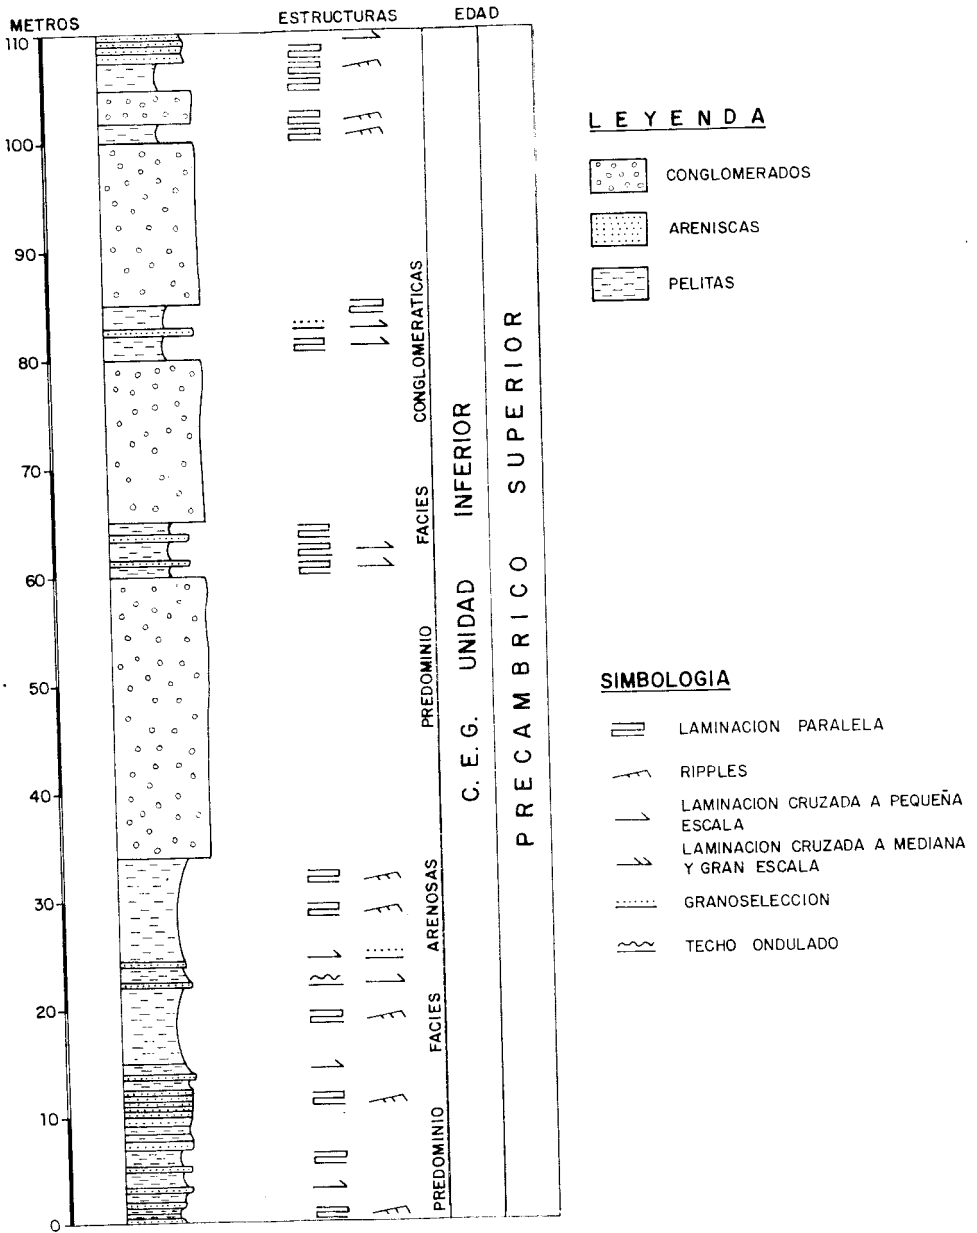 METROS
ESTRUCTURAS
EDAD
110
100
90
80
70
60
50
40
30
20
10
0
PREDOMINIO FACIES CONGLOMERATICAS
PREDOMINIO FACIES ARENOSAS
C. E. G. UNIDAD INFERIOR
PRECAMBRICO SUPERIOR
LEYENDA
CONGLOMERADOS
ARENISCAS
PELITAS
SIMBOLOGIA
LAMINACION PARALELA
RIPPLES
LAMINACION CRUZADA A PEQUEÑA
ESCALA
LAMINACION CRUZADA A MEDIANA
Y GRAN ESCALA
GRANOSELECCION
TECHO ONDULADO